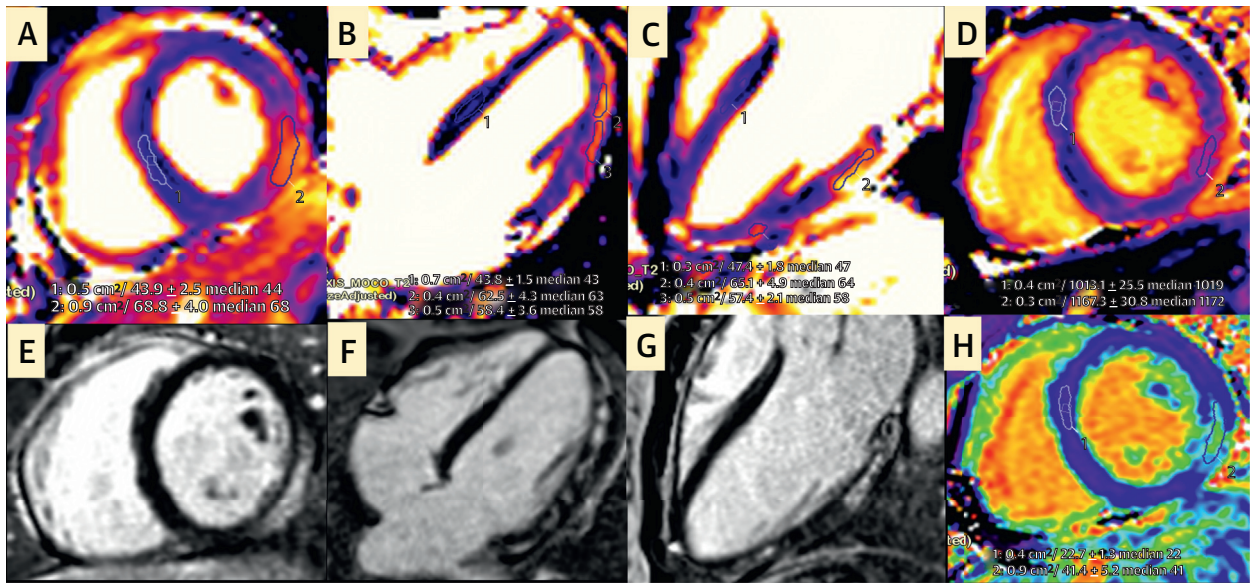 A
B
C
D
1
2
1
2
3
1
2
1
2
ted)
1: 0.5 cm²/ 43.9 ± 2.5 median 44
2: 0.9 cm²/ 68.8 ± 4.0 median 68
XIS_MOCO_T2
zeAdjusted)
1: 0.7 cm²/ 43.8 ± 1.5 median 43
2: 0.4 cm²/ 62.5 ± 4.3 median 63
3: 0.5 cm²/ 58.4 ± 3.6 median 58
O_T2
1: 0.3 cm²/ 47.4 ± 1.8 median 47
2: 0.4 cm²/ 65.1 ± 4.9 median 64
3: 0.5 cm²/ 57.4 ± 2.1 median 58
d)
1: 0.4 cm²/ 1013.1 ± 25.5 median 1019
2: 0.3 cm²/ 1167.3 ± 30.8 median 1172
E
F
G
H
1
2
ted)
1: 0.4 cm²/ 22.7 ± 1.3 median 22
2: 0.9 cm²/ 41.4 ± 5.2 median 41